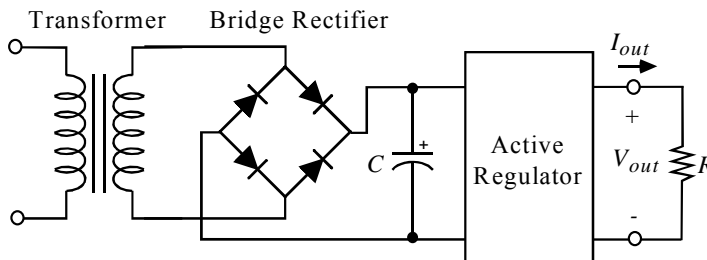 Transformer
Bridge Rectifier
I_out
+
+
C
Active
Regulator
V_out
-